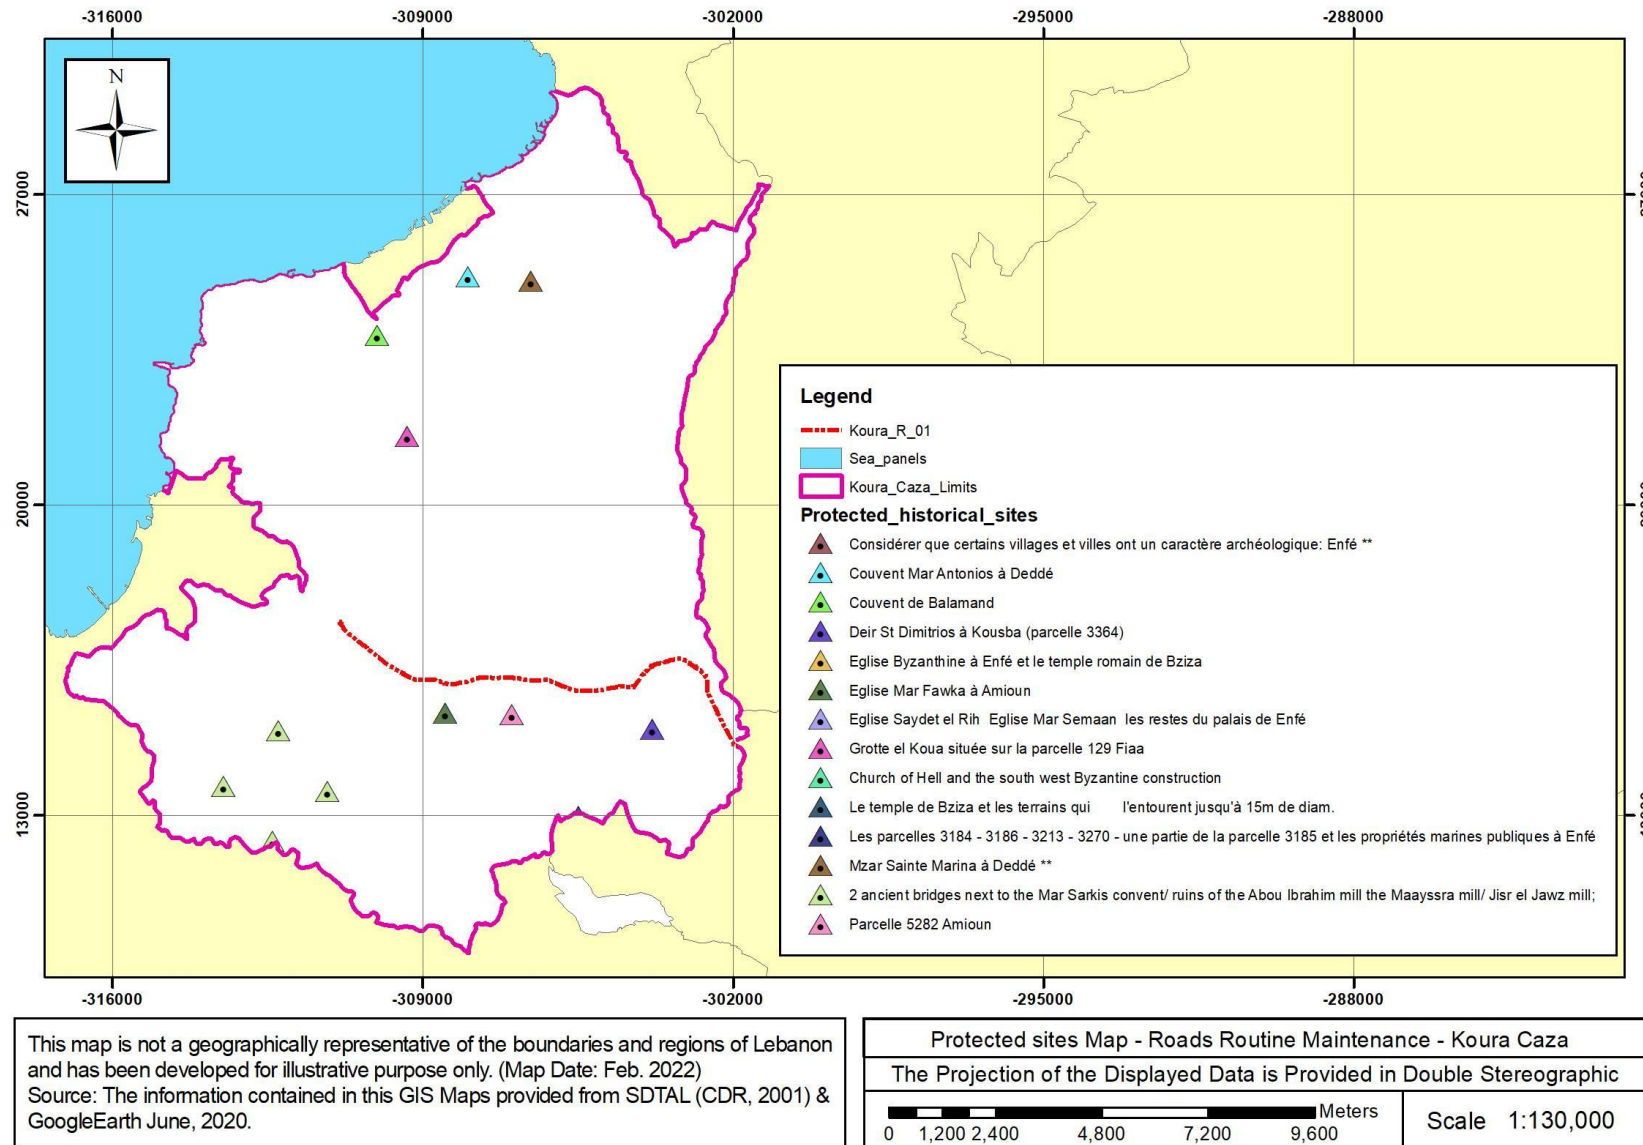 -316000 -309000 -302000 -295000 -288000
N
27000
20000
13000
Legend
Koura_R_01
Sea_panels
Koura_Caza_Limits
Protected_historical_sites
Considérer que certains villages et villes ont un caractère archéologique: Enfé **
Couvent Mar Antonios à Deddé
Couvent de Balamand
Deir St Dimitrios à Kousba (parcelle 3364)
Eglise Byzanthine à Enfé et le temple romain de Bziza
Eglise Mar Fawka à Amioun
Eglise Saydet el Rih Eglise Mar Semaan les restes du palais de Enfé
Grotte el Koua située sur la parcelle 129 Fiaa
Church of Hell and the south west Byzantine construction
Le temple de Bziza et les terrains qui l'entourent jusqu'à 15m de diam.
Les parcelles 3184 - 3186 - 3213 - 3270 - une partie de la parcelle 3185 et les propriétés marines publiques à Enfé
Mzar Sainte Marina à Deddé **
2 ancient bridges next to the Mar Sarkis convent/ ruins of the Abou Ibrahim mill the Maayssra mill/ Jisr el Jawz mill;
Parcelle 5282 Amioun
-316000 -309000 -302000 -295000 -288000
This map is not a geographically representative of the boundaries and regions of Lebanon
and has been developed for illustrative purpose only. (Map Date: Feb. 2022)
Source: The information contained in this GIS Maps provided from SDTAL (CDR, 2001) &
GoogleEarth June, 2020.
Protected sites Map - Roads Routine Maintenance - Koura Caza
The Projection of the Displayed Data is Provided in Double Stereographic
Meters
0 1,200 2,400 4,800 7,200 9,600
Scale 1:130,000